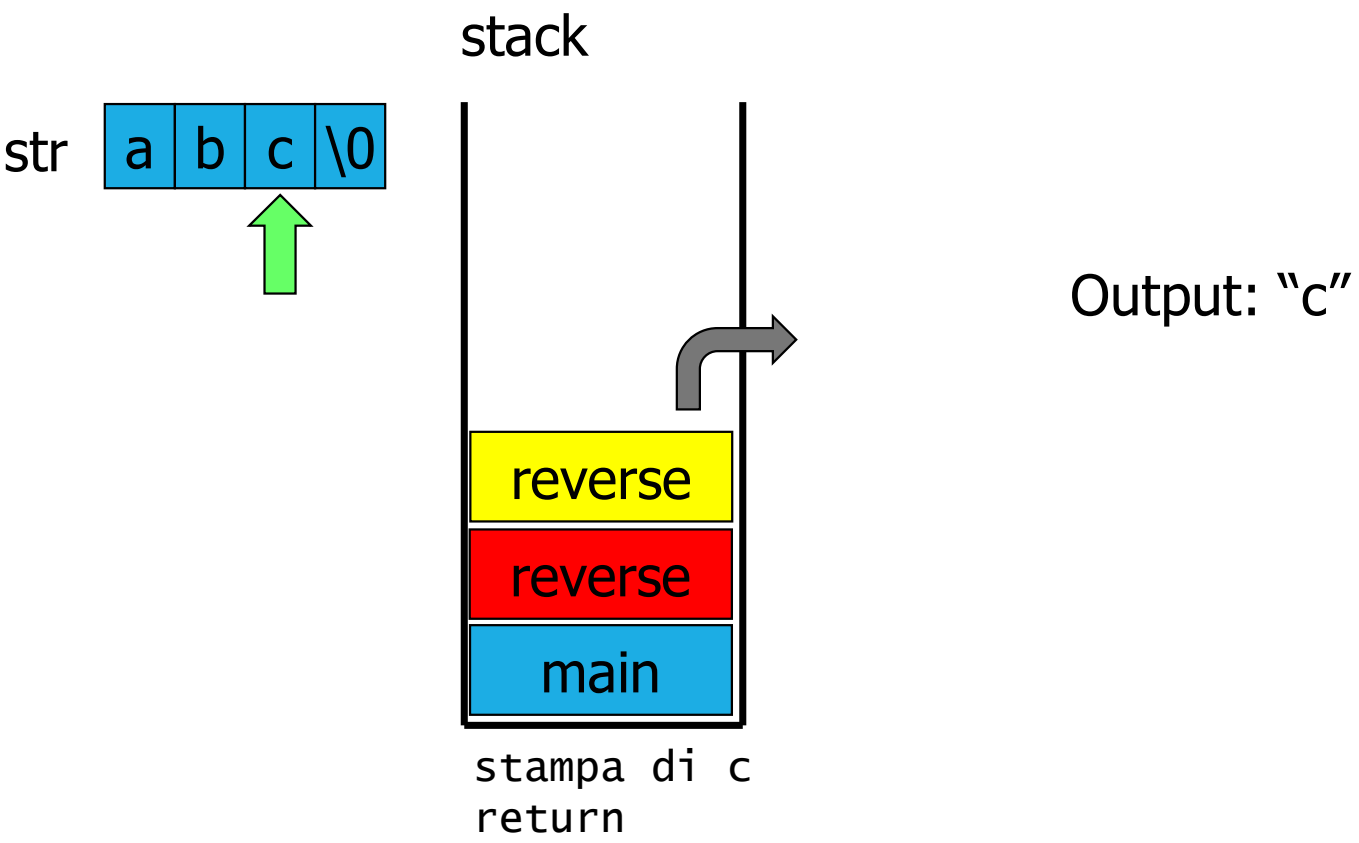 stack
str a b c \0
Output: “c”
reverse
reverse
main
stampa di c
return